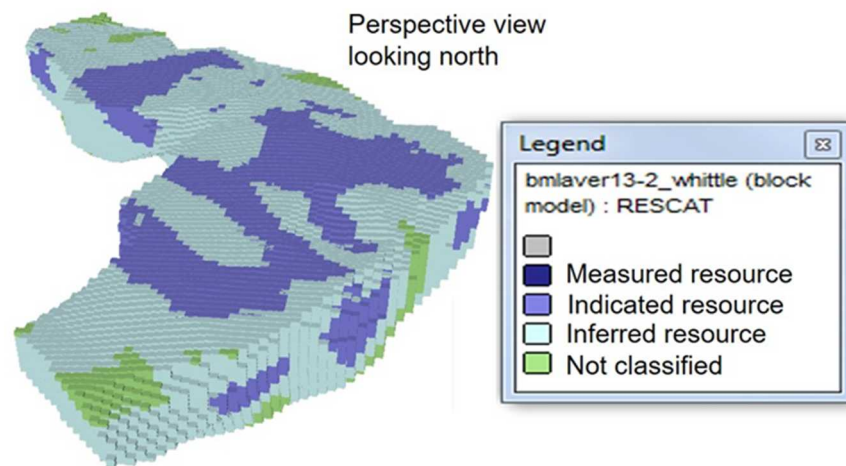 Perspective view
looking north
Legend
bmlaver13-2_whittle (block
model) : RESCAT
Measured resource
Indicated resource
Inferred resource
Not classified